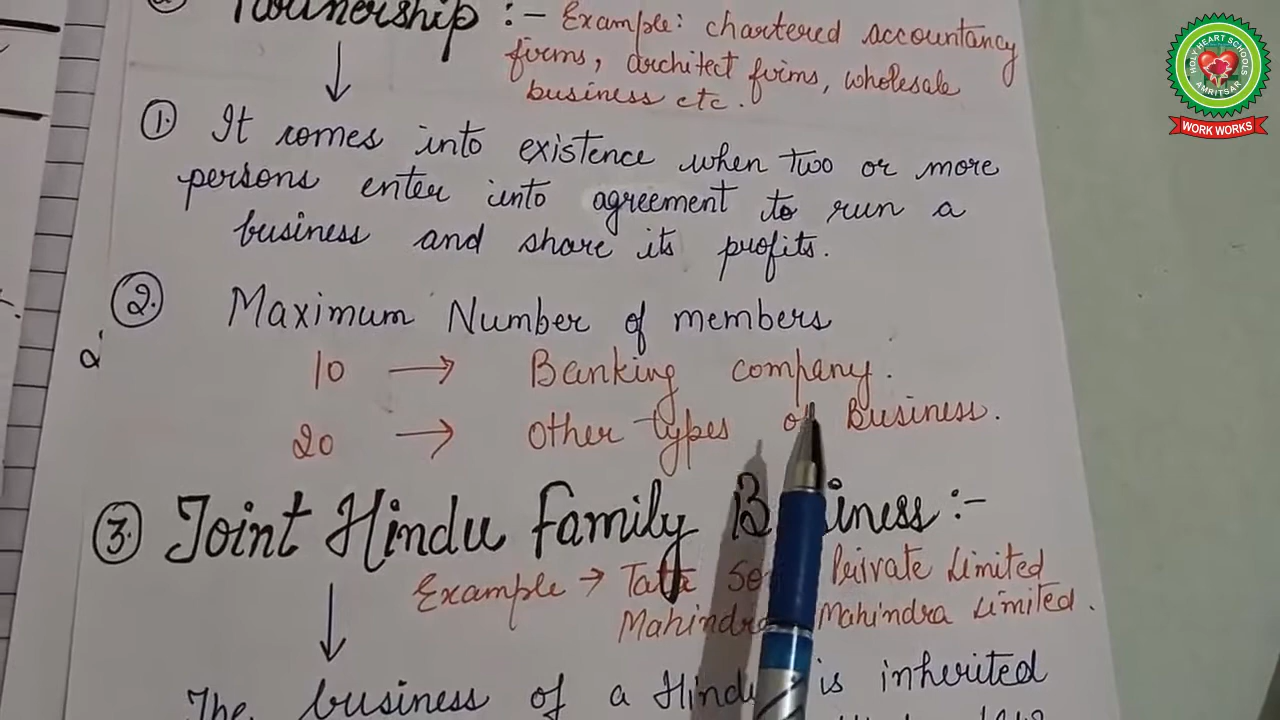 Partnership :- Example: chartered accountancy
firms, architect firms, wholesale
business etc.
① It comes into existence when two or more
persons enter into agreement to run a
business and share its profits.
② Maximum Number of members
10 → Banking company.
20 → Other types of Business.
③ Joint Hindu Family Business :-
Example → Tata Private Limited
Mahindra Mahindra Limited.
The business of a Hindu is inherited
HOLY HEART SCHOOLS
AMRITSAR
WORK WORKS